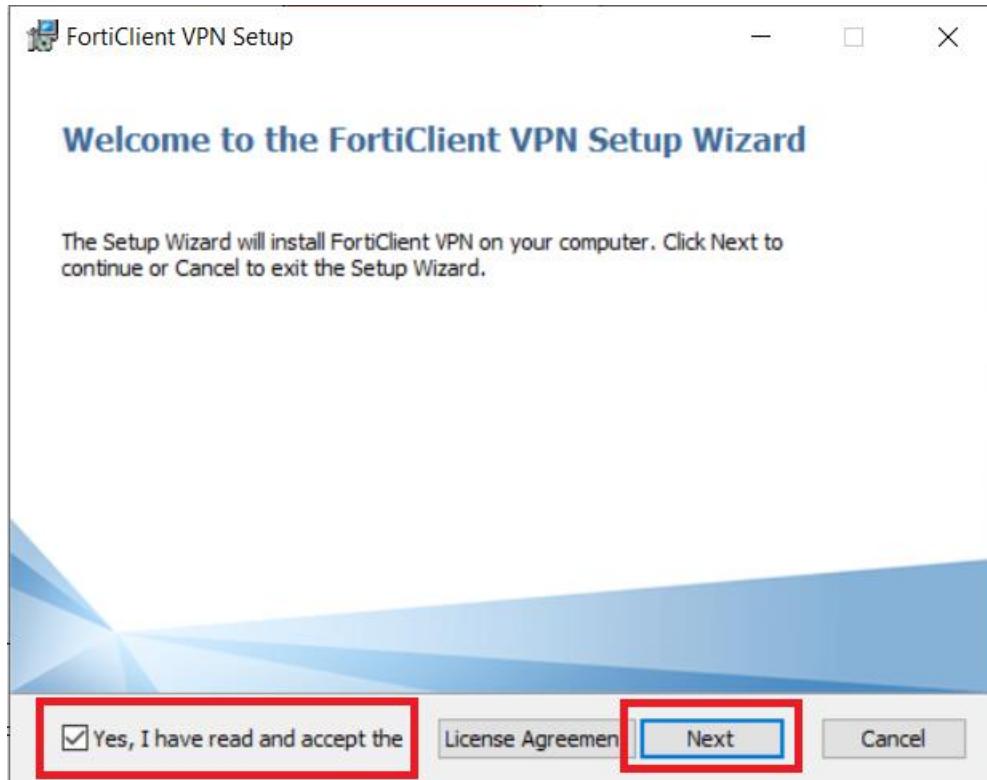 FortiClient VPN Setup
Welcome to the FortiClient VPN Setup Wizard
The Setup Wizard will install FortiClient VPN on your computer. Click Next to
continue or Cancel to exit the Setup Wizard.
Yes, I have read and accept the License Agreemen Next Cancel